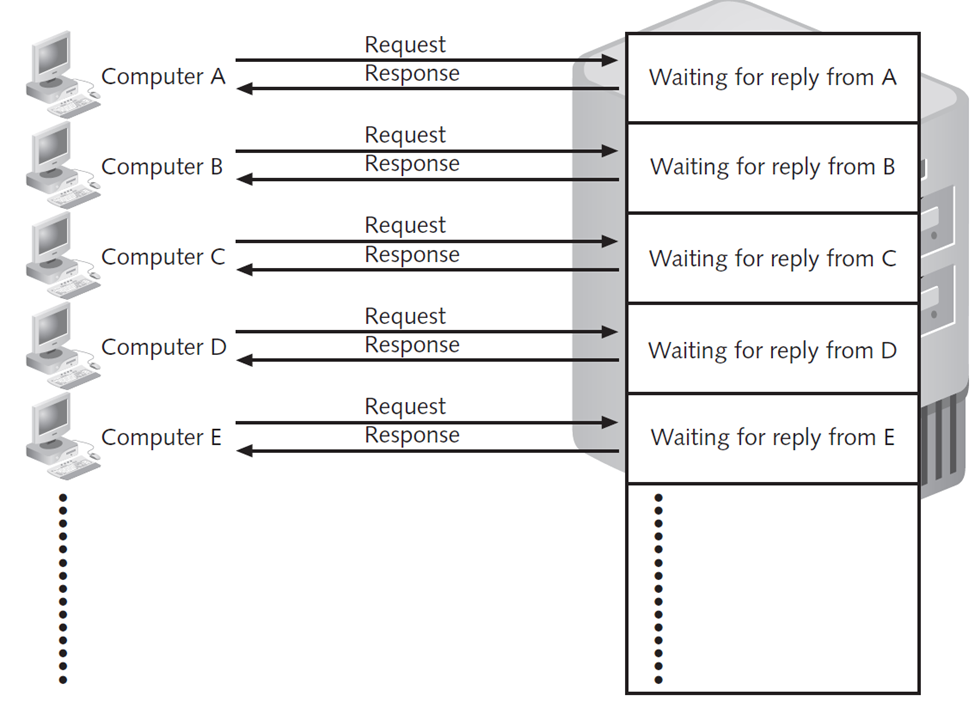 Request
Computer A
Response
Waiting for reply from A
Request
Computer B
Response
Waiting for reply from B
Request
Computer C
Response
Waiting for reply from C
Request
Computer D
Response
Waiting for reply from D
Request
Computer E
Response
Waiting for reply from E